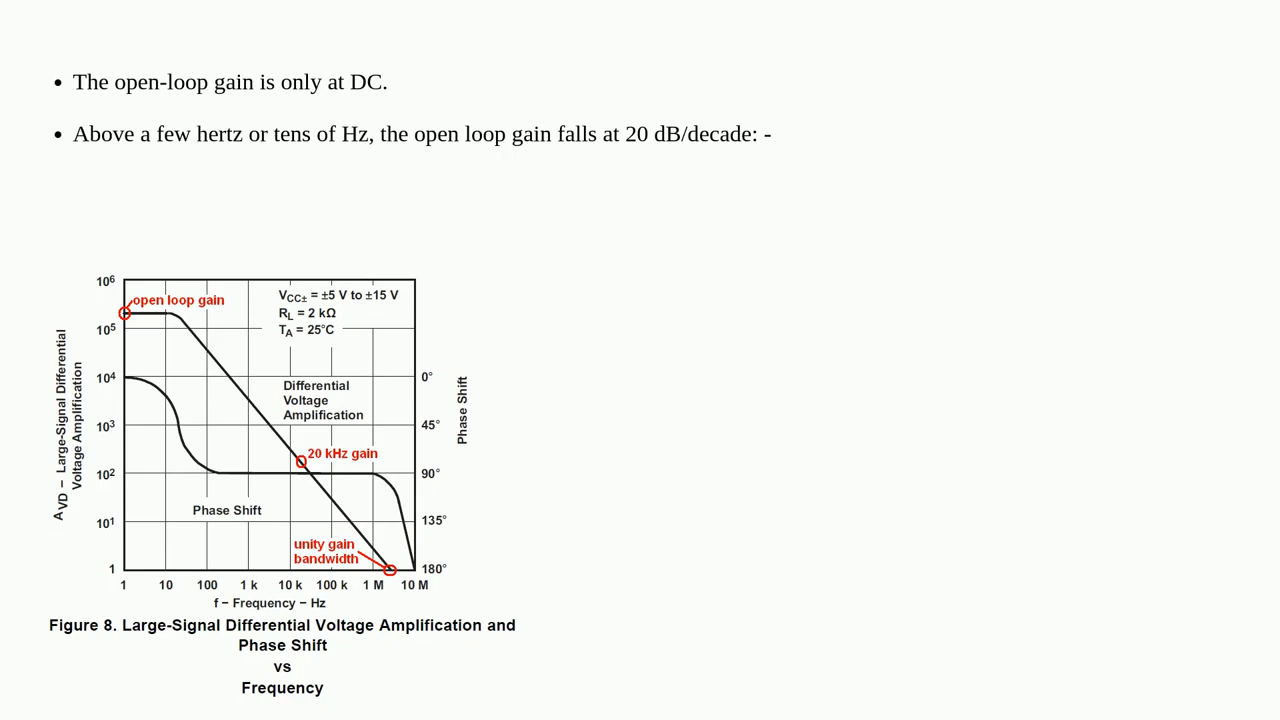 • The open-loop gain is only at DC.
• Above a few hertz or tens of Hz, the open loop gain falls at 20 dB/decade: -
10⁶
10⁵
10⁴
10³
10²
10¹
1
AVD – Large-Signal Differential
Voltage Amplification
open loop gain
VCC± = ±5 V to ±15 V
RL = 2 kΩ
TA = 25°C
Differential
Voltage
Amplification
20 kHz gain
Phase Shift
unity gain
bandwidth
0°
45°
90°
135°
180°
Phase Shift
1 10 100 1 k 10 k 100 k 1 M 10 M
f – Frequency – Hz
Figure 8. Large-Signal Differential Voltage Amplification and
Phase Shift
vs
Frequency